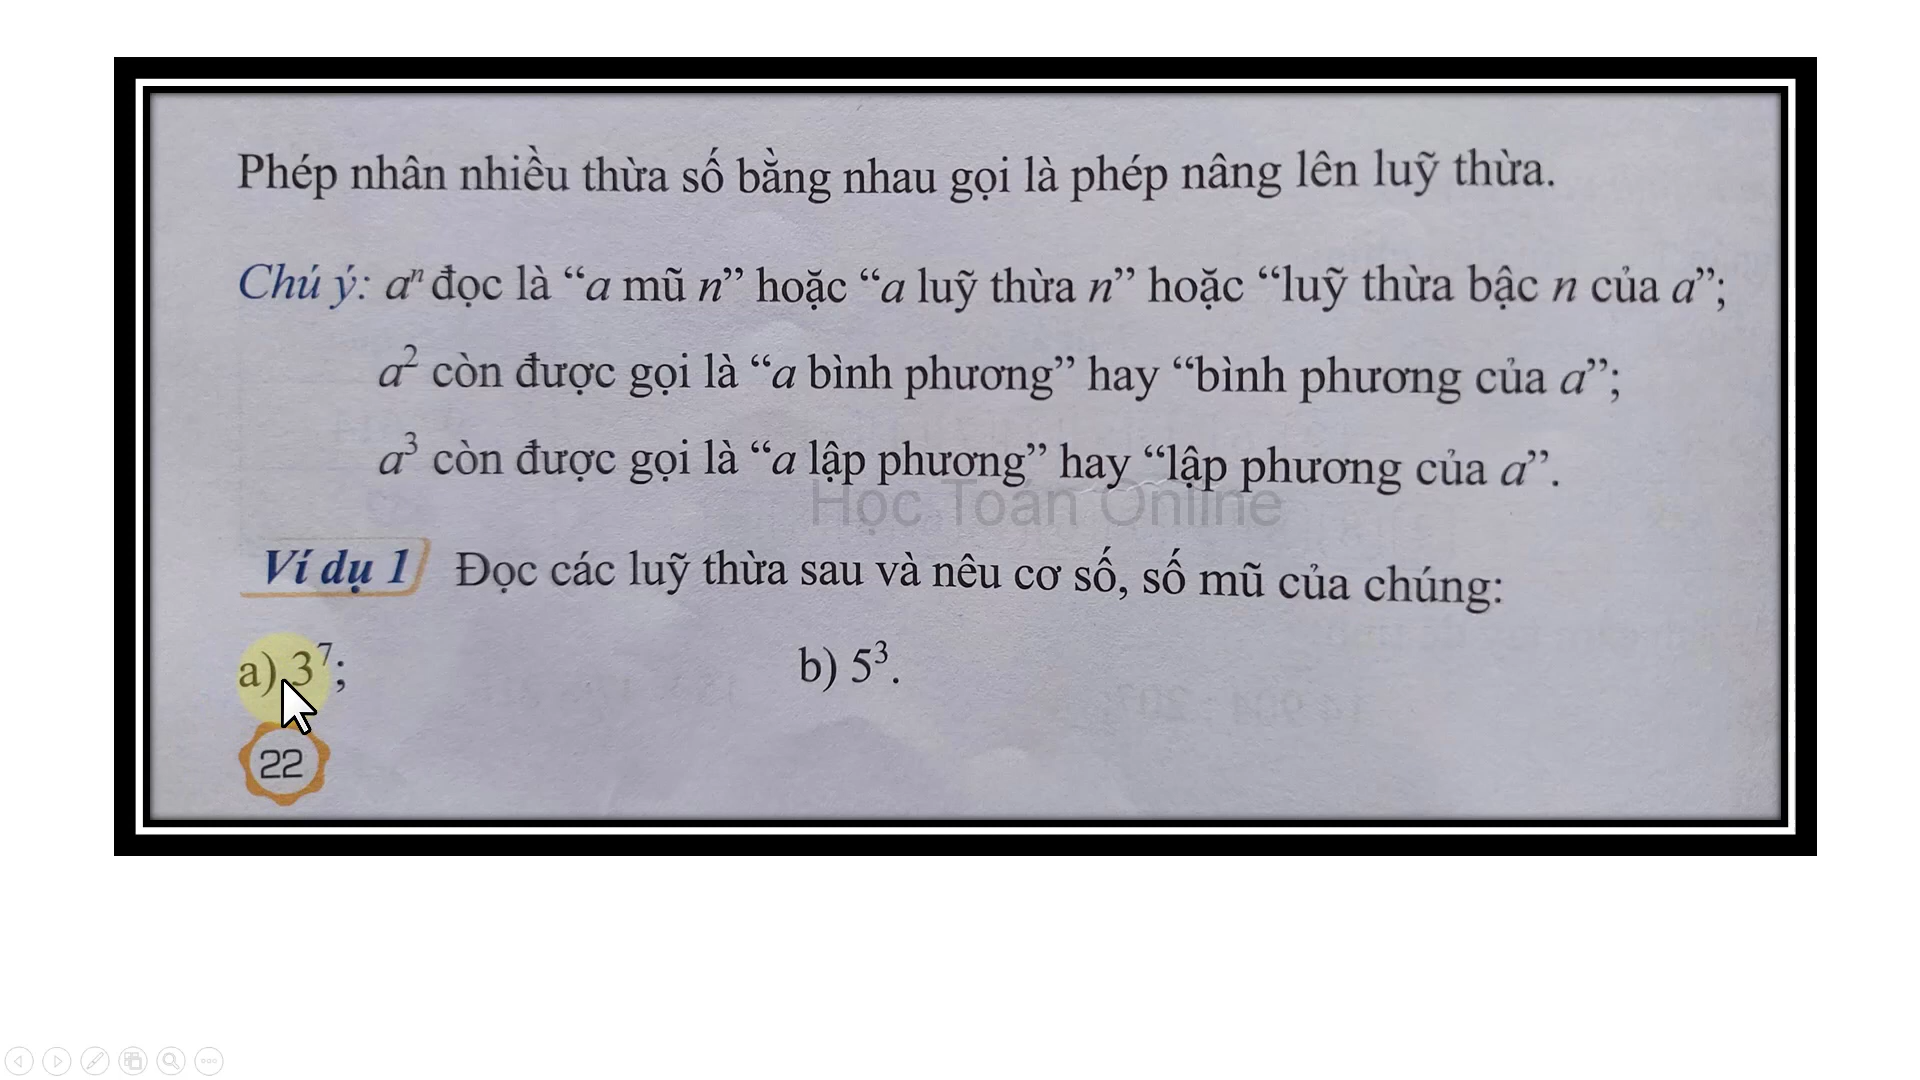 Phép nhân nhiều thừa số bằng nhau gọi là phép nâng lên luỹ thừa.
Chú ý: aⁿ đọc là “a mũ n” hoặc “a luỹ thừa n” hoặc “luỹ thừa bậc n của a”;
a² còn được gọi là “a bình phương” hay “bình phương của a”;
a³ còn được gọi là “a lập phương” hay “lập phương của a”.
Học Toán Online
Ví dụ 1 Đọc các luỹ thừa sau và nêu cơ số, số mũ của chúng:
a) 3⁷; b) 5³.
22